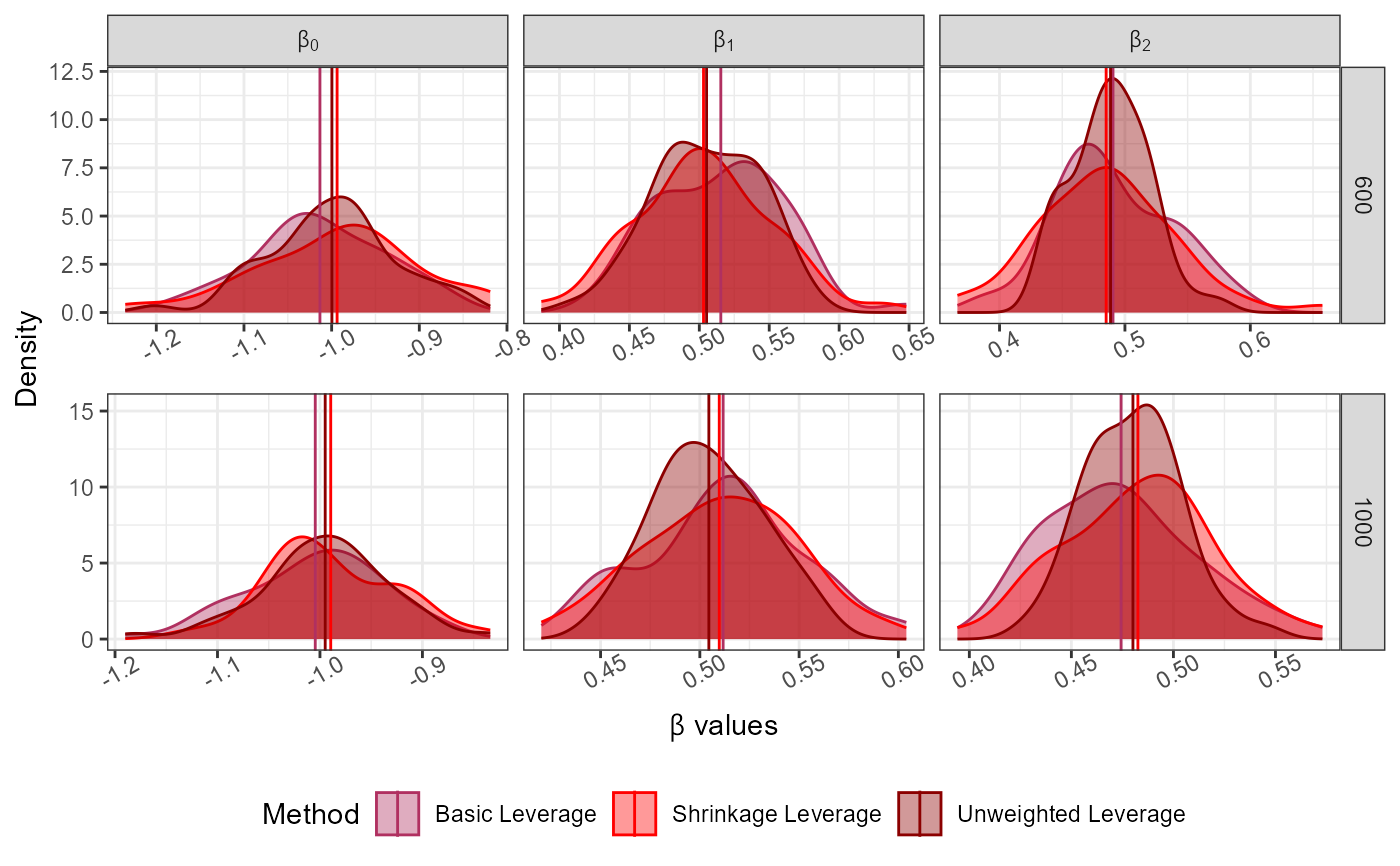 β₀ β₁ β₂
12.5
10.0
7.5
5.0
2.5
0.0
600
-1.2 -1.1 -1.0 -0.9 -0.8 0.40 0.45 0.50 0.55 0.60 0.65 0.4 0.5 0.6
Density
15
10
5
0
1000
-1.2 -1.1 -1.0 -0.9 0.45 0.50 0.55 0.60 0.40 0.45 0.50 0.55
β values
Method Basic Leverage Shrinkage Leverage Unweighted Leverage